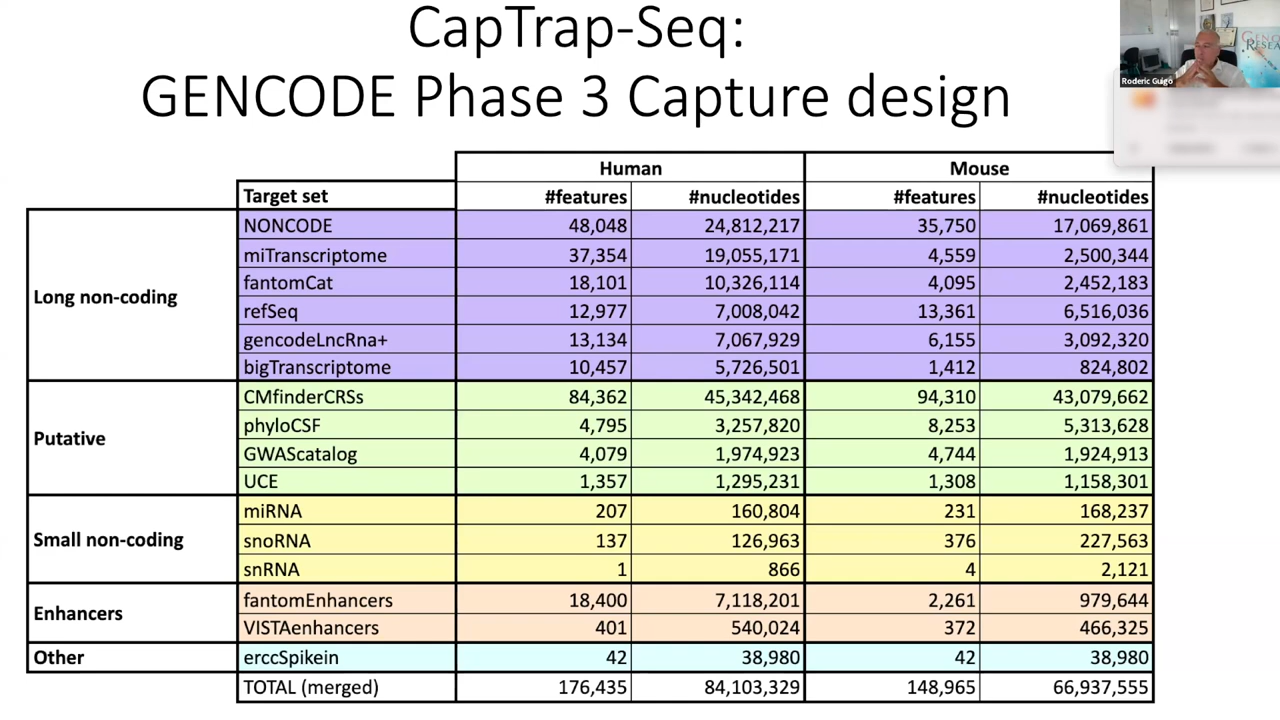 CapTrap-Seq:
GENCODE Phase 3 Capture design
Roderic Guigo
Human Mouse
Target set #features #nucleotides #features #nucleotides
Long non-coding
NONCODE 48,048 24,812,217 35,750 17,069,861
miTranscriptome 37,354 19,055,171 4,559 2,500,344
fantomCat 18,101 10,326,114 4,095 2,452,183
refSeq 12,977 7,008,042 13,361 6,516,036
gencodeLncRna+ 13,134 7,067,929 6,155 3,092,320
bigTranscriptome 10,457 5,726,501 1,412 824,802
Putative
CMfinderCRSs 84,362 45,342,468 94,310 43,079,662
phyloCSF 4,795 3,257,820 8,253 5,313,628
GWAScatalog 4,079 1,974,923 4,744 1,924,913
UCE 1,357 1,295,231 1,308 1,158,301
Small non-coding
miRNA 207 160,804 231 168,237
snoRNA 137 126,963 376 227,563
snRNA 1 866 4 2,121
Enhancers
fantomEnhancers 18,400 7,118,201 2,261 979,644
VISTAenhancers 401 540,024 372 466,325
Other
erccSpikein 42 38,980 42 38,980
TOTAL (merged) 176,435 84,103,329 148,965 66,937,555